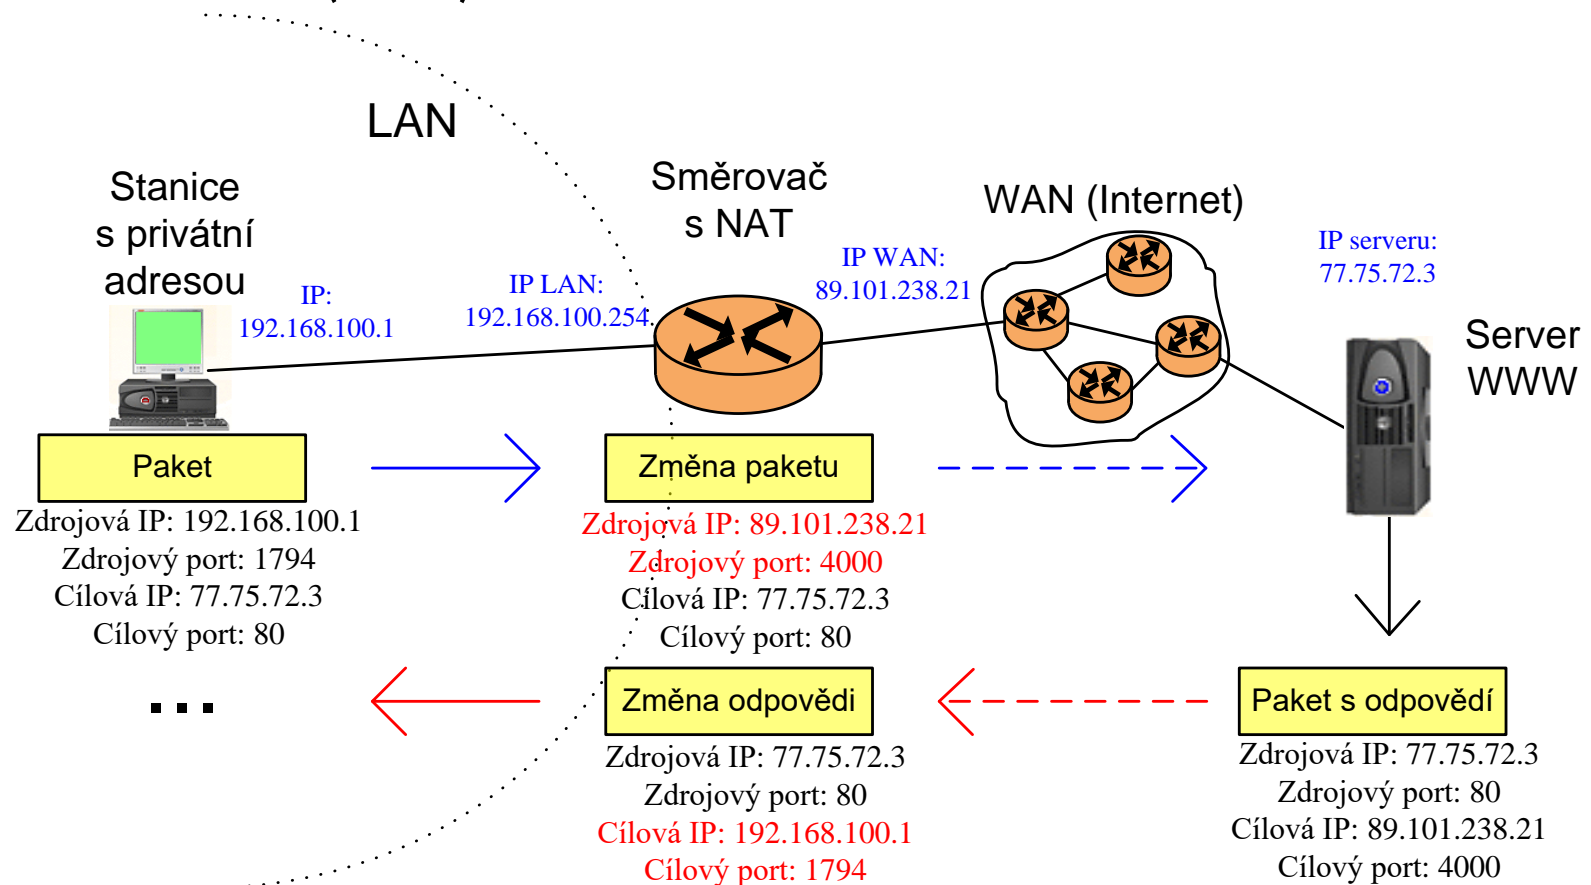 LAN
Stanice
s privátní
adresou
Směrovač
s NAT
WAN (Internet)
IP serveru:
77.75.72.3
IP:
192.168.100.1
IP LAN:
192.168.100.254
IP WAN:
89.101.238.21
Server
WWW
Paket
Zdrojová IP: 192.168.100.1
Zdrojový port: 1794
Cílová IP: 77.75.72.3
Cílový port: 80
Změna paketu
Zdrojová IP: 89.101.238.21
Zdrojový port: 4000
Cílová IP: 77.75.72.3
Cílový port: 80
...
Změna odpovědi
Zdrojová IP: 77.75.72.3
Zdrojový port: 80
Cílová IP: 192.168.100.1
Cílový port: 1794
Paket s odpovědí
Zdrojová IP: 77.75.72.3
Zdrojový port: 80
Cílová IP: 89.101.238.21
Cílový port: 4000